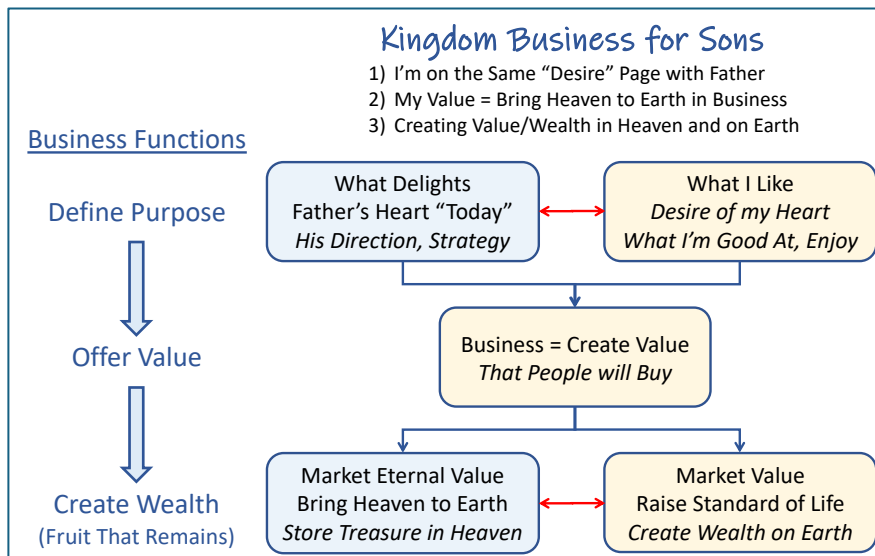 Kingdom Business for Sons
1) I'm on the Same “Desire” Page with Father
2) My Value = Bring Heaven to Earth in Business
3) Creating Value/Wealth in Heaven and on Earth
Business Functions
Define Purpose
What Delights
Father's Heart “Today”
His Direction, Strategy
What I Like
Desire of my Heart
What I'm Good At, Enjoy
Offer Value
Business = Create Value
That People will Buy
Create Wealth
(Fruit That Remains)
Market Eternal Value
Bring Heaven to Earth
Store Treasure in Heaven
Market Value
Raise Standard of Life
Create Wealth on Earth